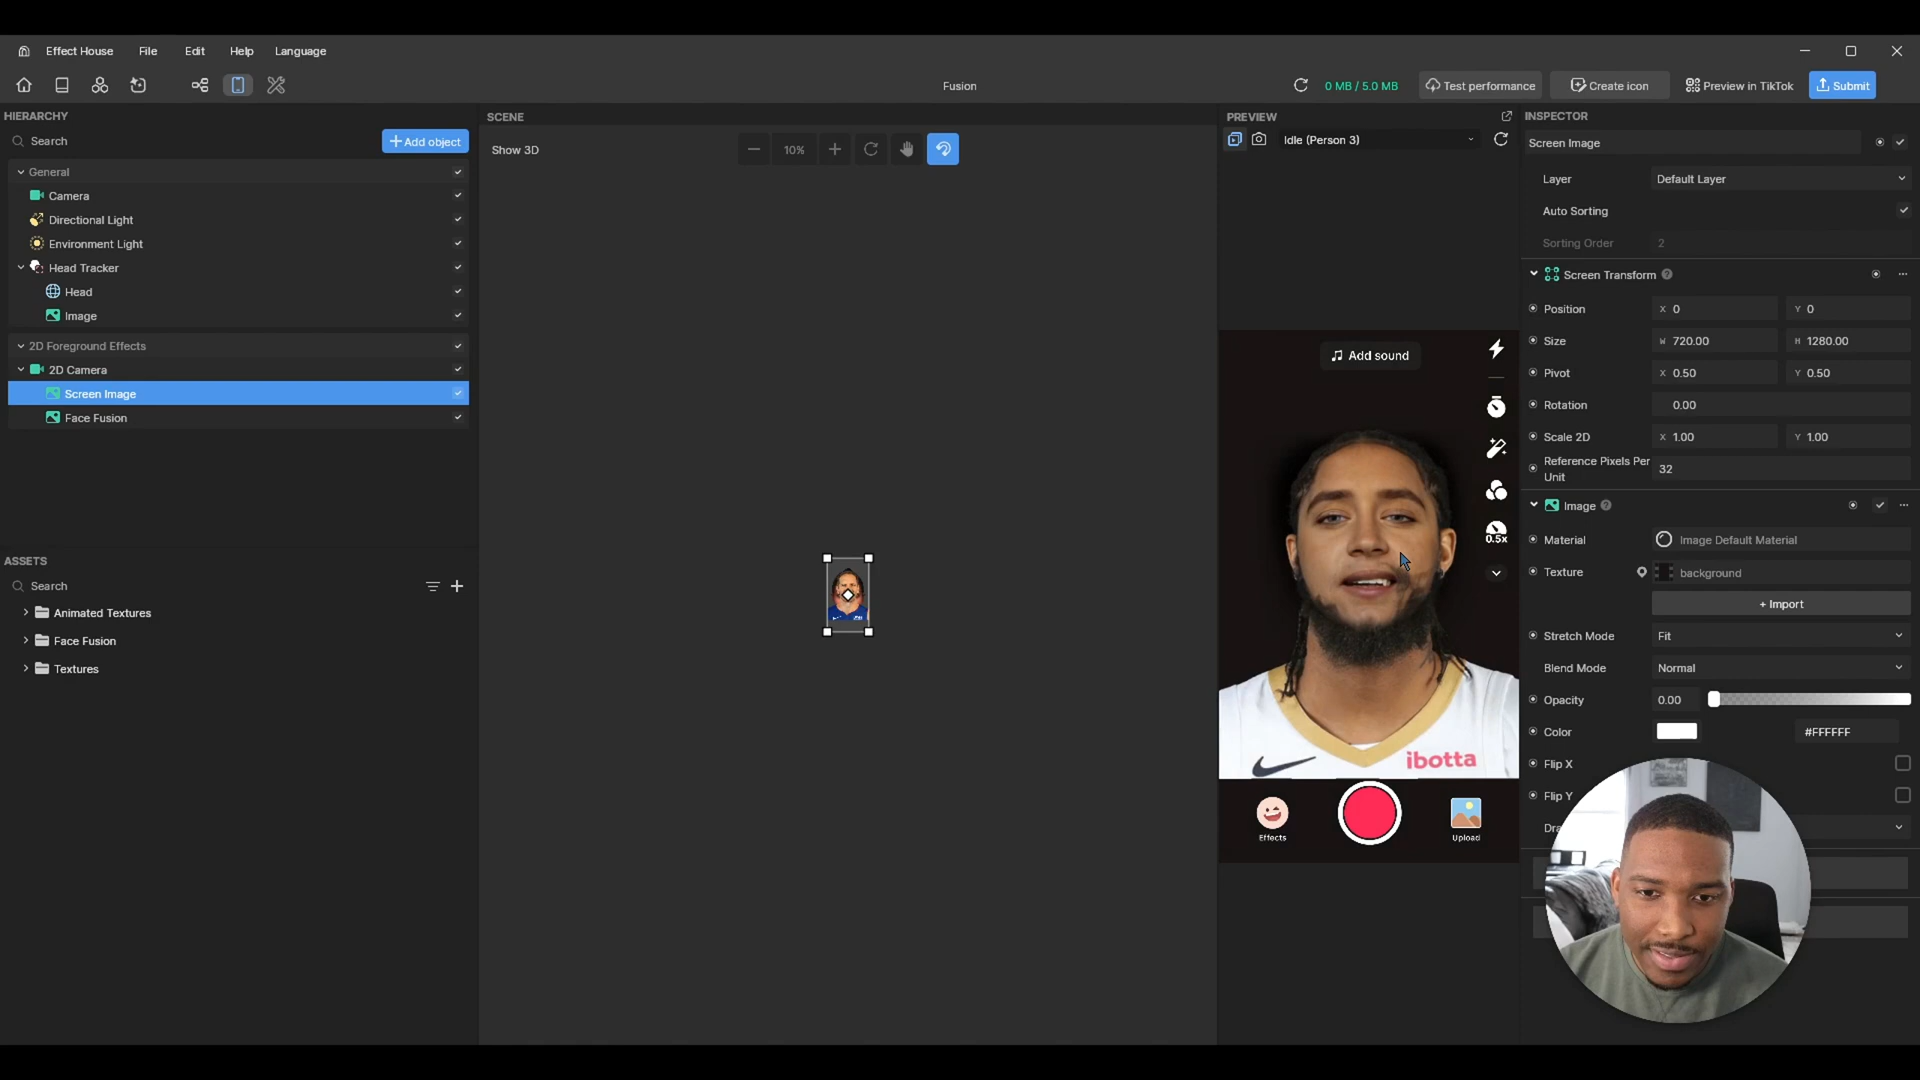 Effect House
File
Edit
Help
Language
Fusion
0 MB / 5.0 MB
Test performance
Create icon
Preview in TikTok
Submit
HIERARCHY
Search
Add object
General
Camera
Directional Light
Environment Light
Head Tracker
Head
Image
2D Foreground Effects
2D Camera
Screen Image
Face Fusion
ASSETS
Search
Animated Textures
Face Fusion
Textures
SCENE
Show 3D
10%
PREVIEW
Idle (Person 3)
Add sound
0.5x
ibotta
Effects
Upload
INSPECTOR
Screen Image
Layer
Default Layer
Auto Sorting
Sorting Order
2
Screen Transform
Position
X 0
Y 0
Size
W 720.00
H 1280.00
Pivot
X 0.50
Y 0.50
Rotation
0.00
Scale 2D
X 1.00
Y 1.00
Reference Pixels Per
Unit
32
Image
Material
Image Default Material
Texture
background
+ Import
Stretch Mode
Fit
Blend Mode
Normal
Opacity
0.00
Color
#FFFFFF
Flip X
Flip Y